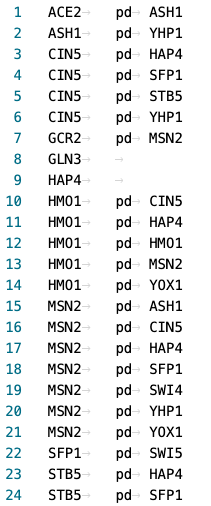 1 ACE2→ pd→ ASH1
2 ASH1→ pd→ YHP1
3 CIN5→ pd→ HAP4
4 CIN5→ pd→ SFP1
5 CIN5→ pd→ STB5
6 CIN5→ pd→ YHP1
7 GCR2→ pd→ MSN2
8 GLN3→ →
9 HAP4→ →
10 HMO1→ pd→ CIN5
11 HMO1→ pd→ HAP4
12 HMO1→ pd→ HMO1
13 HMO1→ pd→ MSN2
14 HMO1→ pd→ YOX1
15 MSN2→ pd→ ASH1
16 MSN2→ pd→ CIN5
17 MSN2→ pd→ HAP4
18 MSN2→ pd→ SFP1
19 MSN2→ pd→ SWI4
20 MSN2→ pd→ YHP1
21 MSN2→ pd→ YOX1
22 SFP1→ pd→ SWI5
23 STB5→ pd→ HAP4
24 STB5→ pd→ SFP1